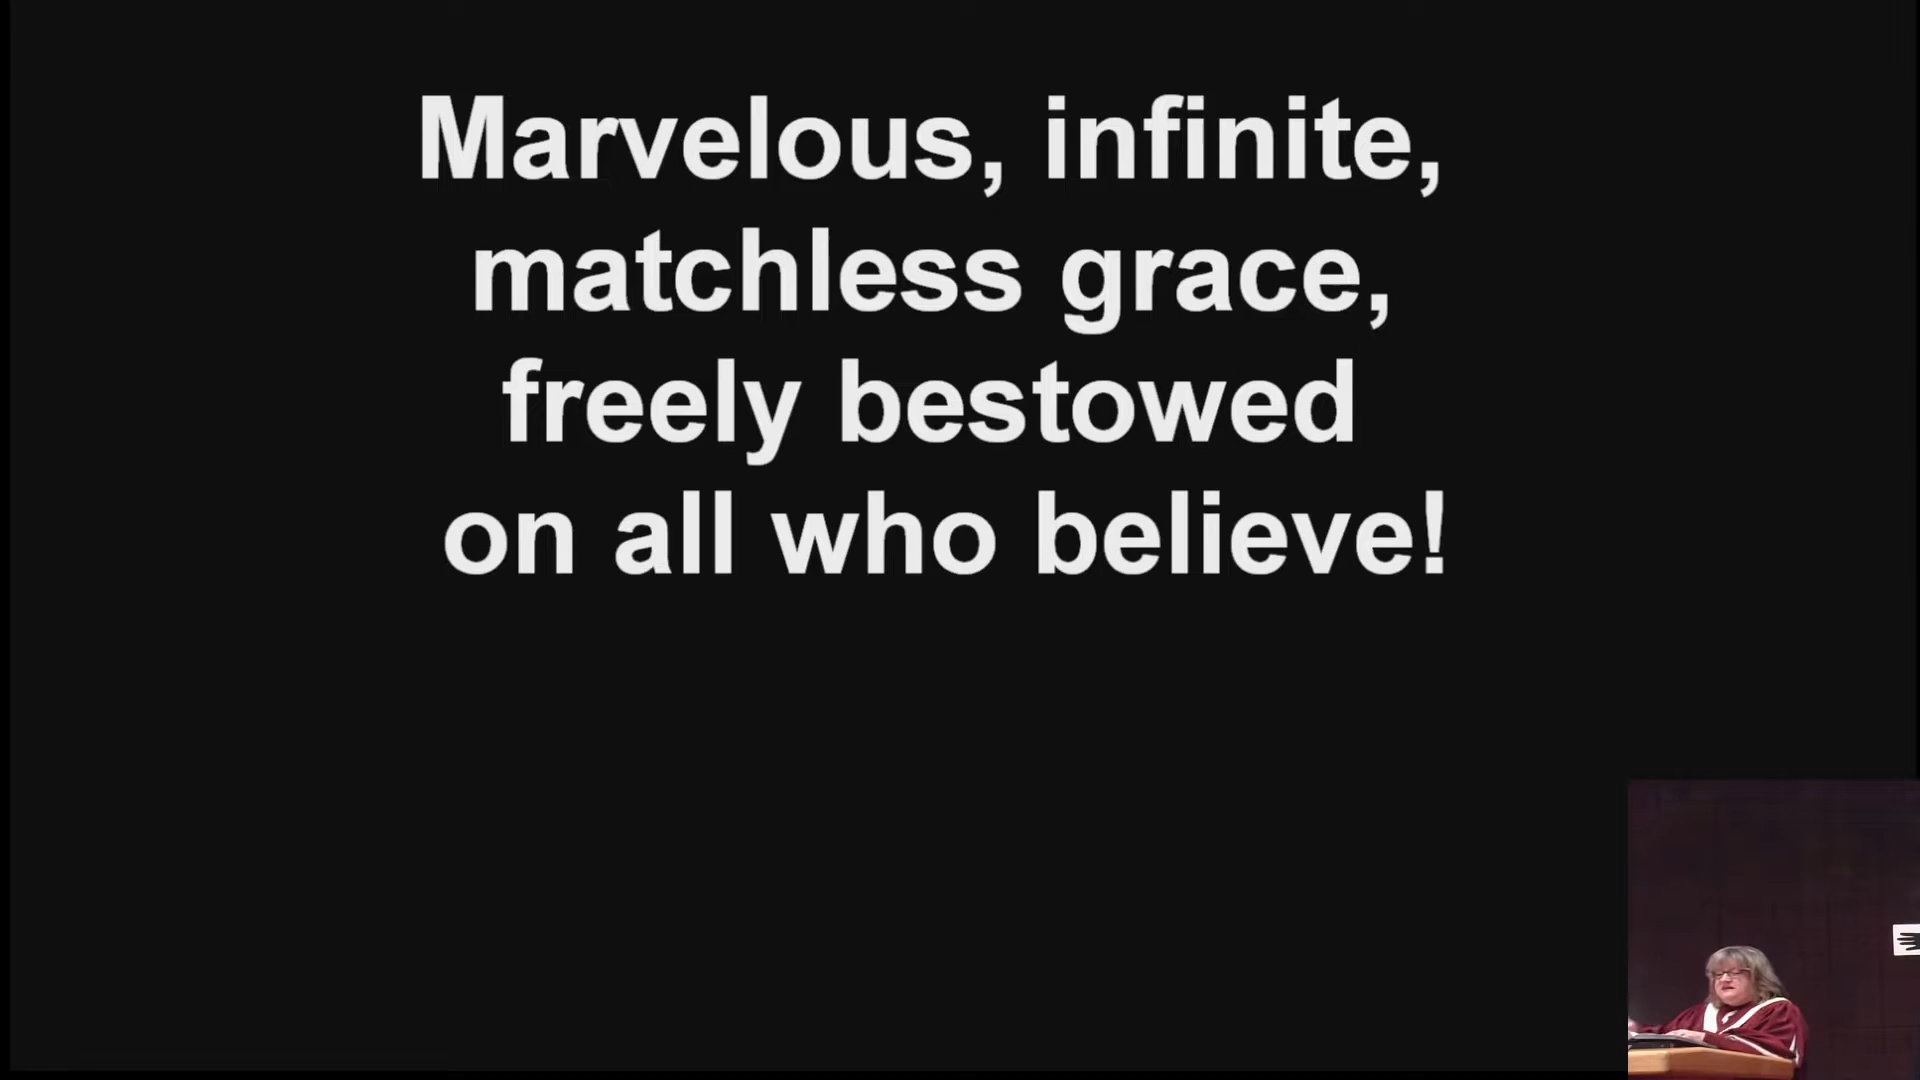 Marvelous, infinite,
matchless grace,
freely bestowed
on all who believe!